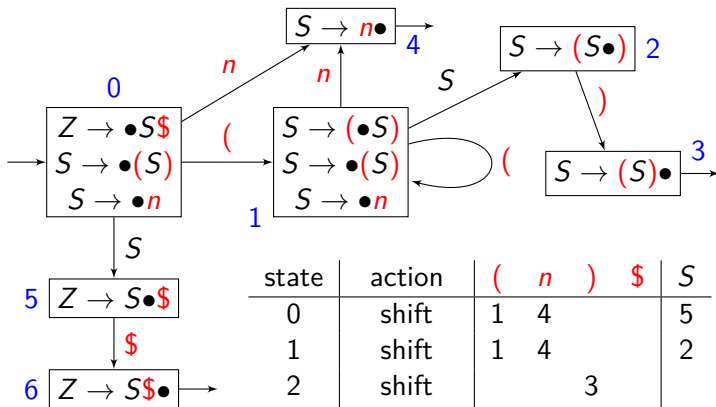 S → n●
4
n
n
S
S → (S●)
2
0
Z → ●S$
S → ●(S)
S → ●n
(
S → (●S)
S → ●(S)
S → ●n
1
(
)
S → (S)●
3
S
5
Z → S●$
$
6
Z → S$●
state action ( n ) $ S
0 shift 1 4 5
1 shift 1 4 2
2 shift 3